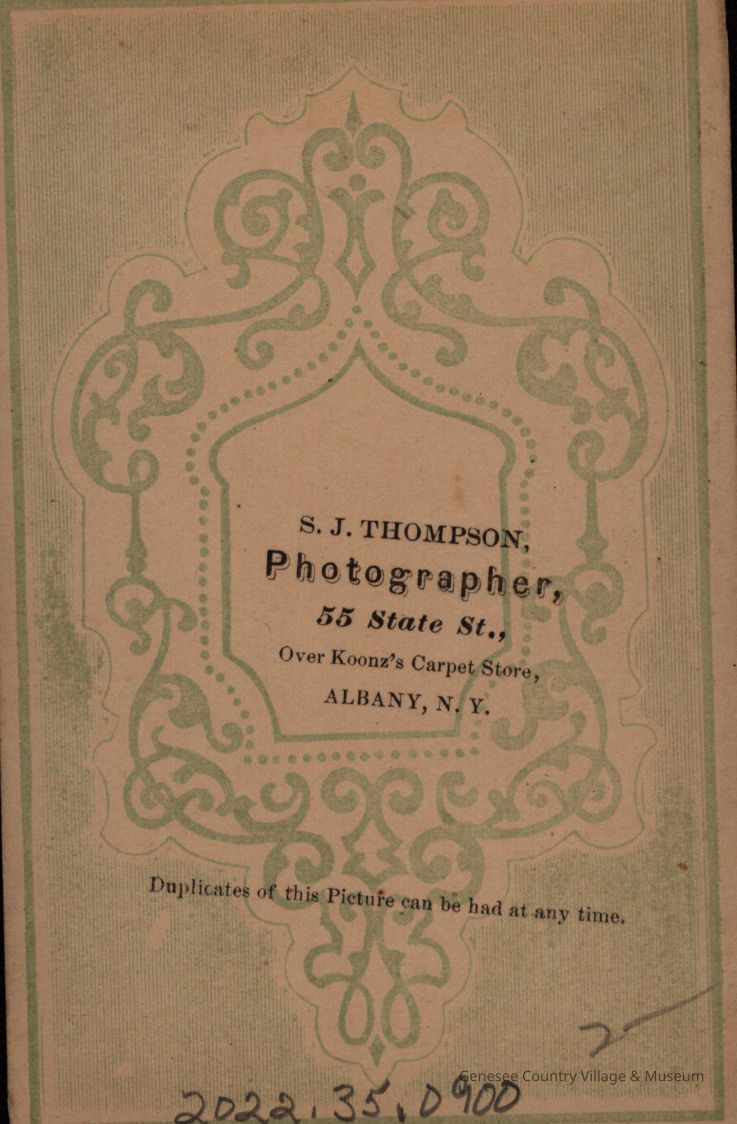 S. J. THOMPSON,
Photographer,
55 State St.,
Over Koonz's Carpet Store,
ALBANY, N. Y.
Duplicates of this Picture can be had at any time.
Genesee Country Village & Museum
2022.35.0900